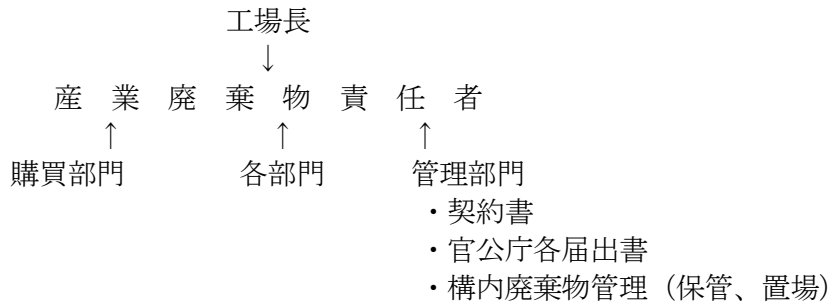 工場長
↓
産業廃棄物責任者
↑ ↑ ↑
購買部門 各部門 管理部門
・契約書
・官公庁各届出書
・構内廃棄物管理（保管、置場）